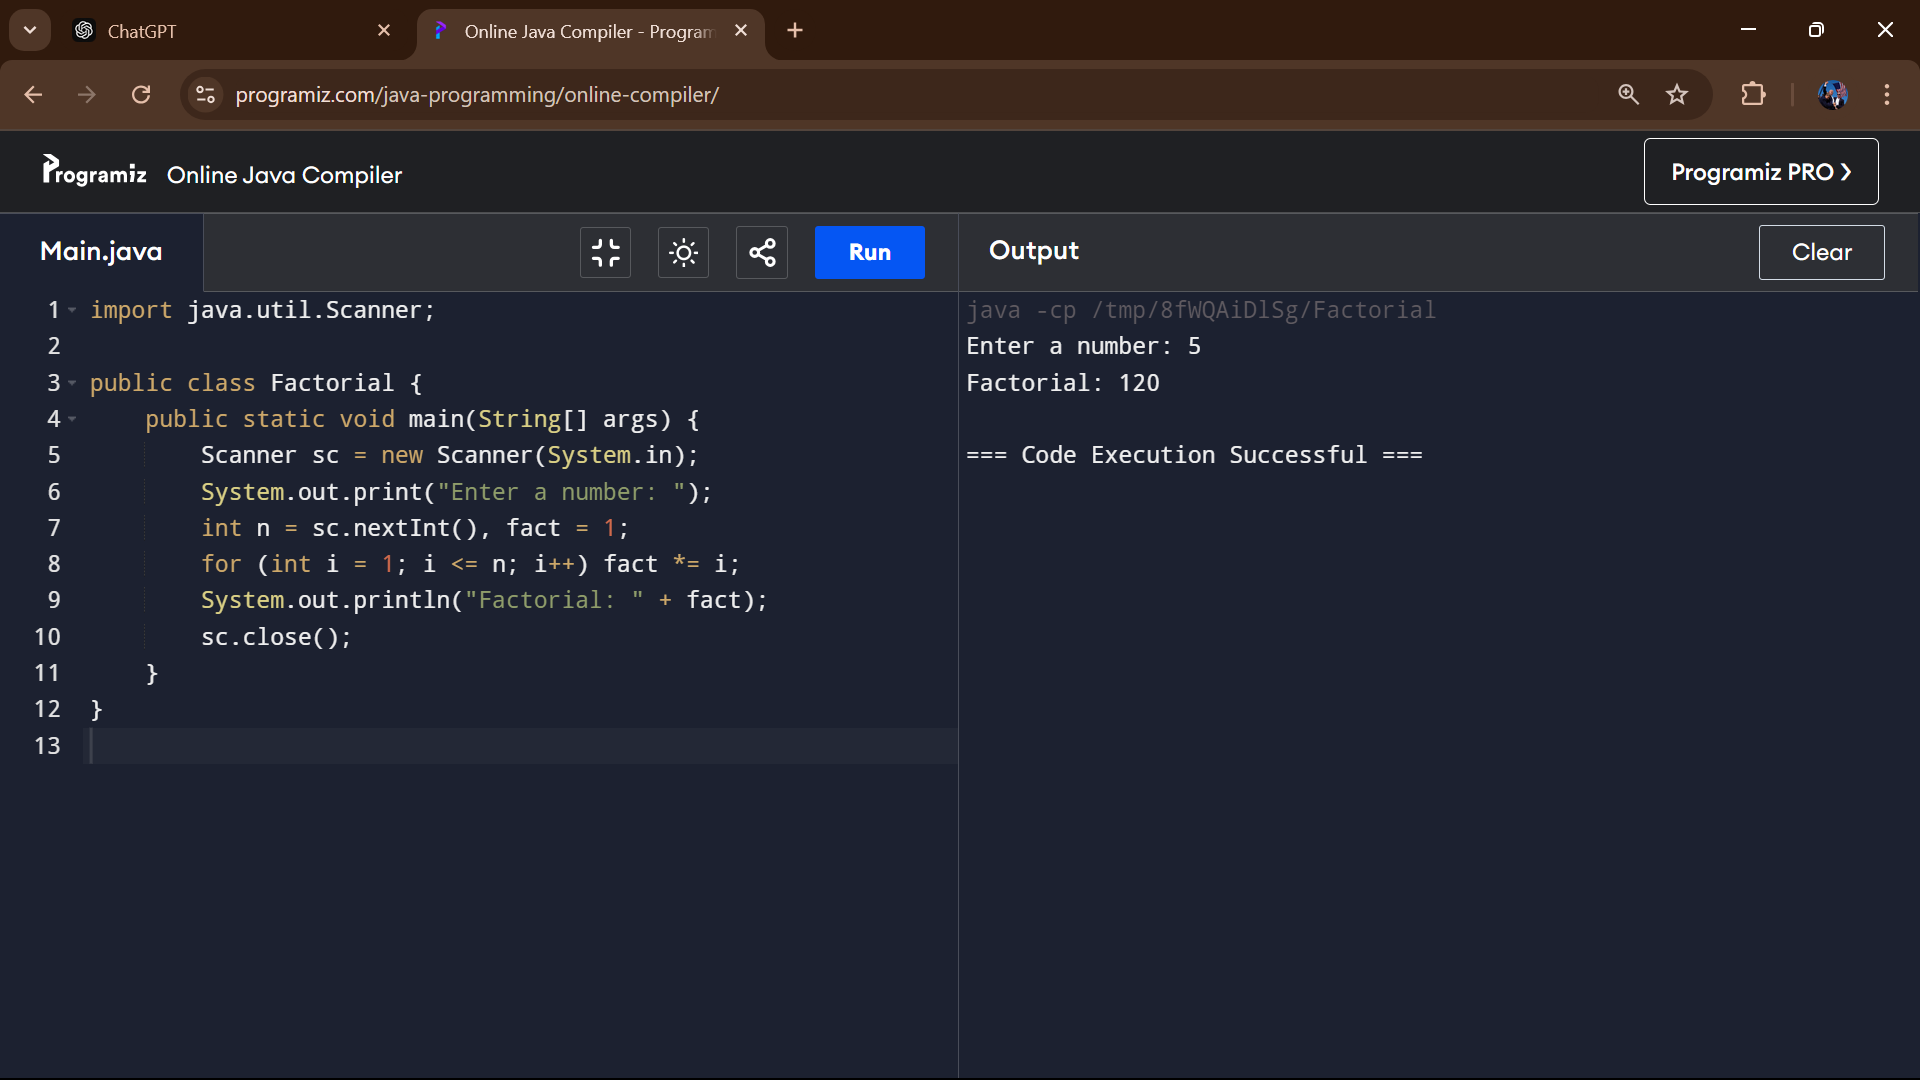 ChatGPT
Online Java Compiler - Program
programiz.com/java-programming/online-compiler/
Programiz Online Java Compiler
Programiz PRO ❯
Main.java
Run
Output
Clear
1 import java.util.Scanner;
2
3 public class Factorial {
4     public static void main(String[] args) {
5         Scanner sc = new Scanner(System.in);
6         System.out.print("Enter a number: ");
7         int n = sc.nextInt(), fact = 1;
8         for (int i = 1; i <= n; i++) fact *= i;
9         System.out.println("Factorial: " + fact);
10         sc.close();
11     }
12 }
13
java -cp /tmp/8fWQAiDlSg/Factorial
Enter a number: 5
Factorial: 120
=== Code Execution Successful ===